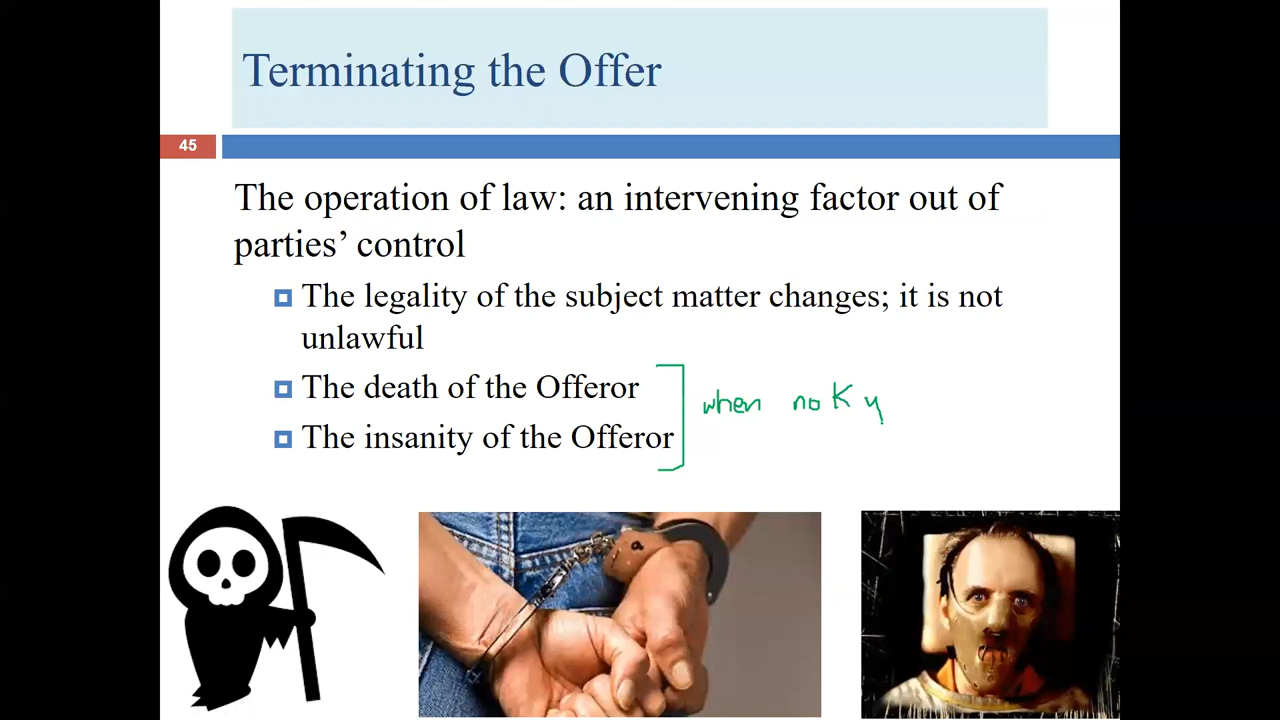 Terminating the Offer
45
The operation of law: an intervening factor out of
parties’ control
The legality of the subject matter changes; it is not
unlawful
The death of the Offeror
when no K y
The insanity of the Offeror